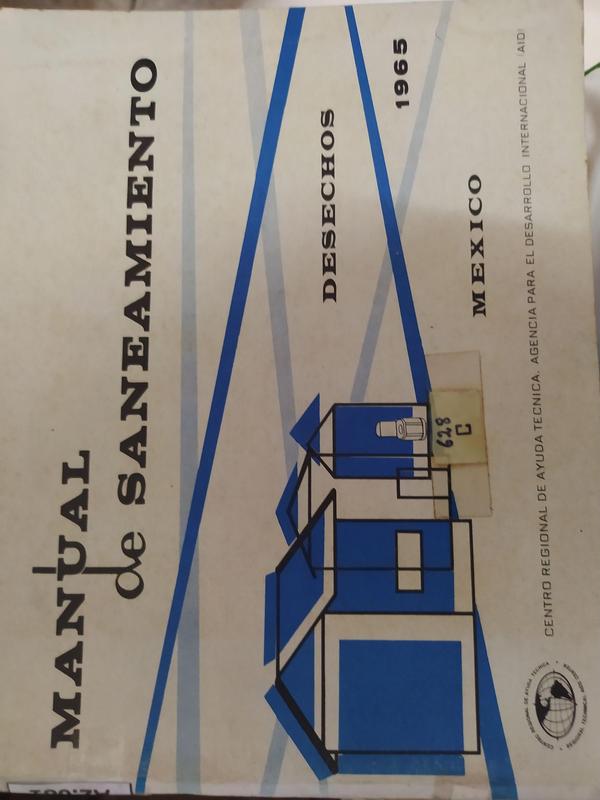 MANUAL
de SANEAMIENTO
DESECHOS
1965
628
C
MEXICO
CENTRO REGIONAL DE AYUDA TECNICA. AGENCIA PARA EL DESARROLLO INTERNACIONAL (AID)
CENTRO REGIONAL DE AYUDA TECNICA
REGIONAL TECHNICAL AIDS CENTER